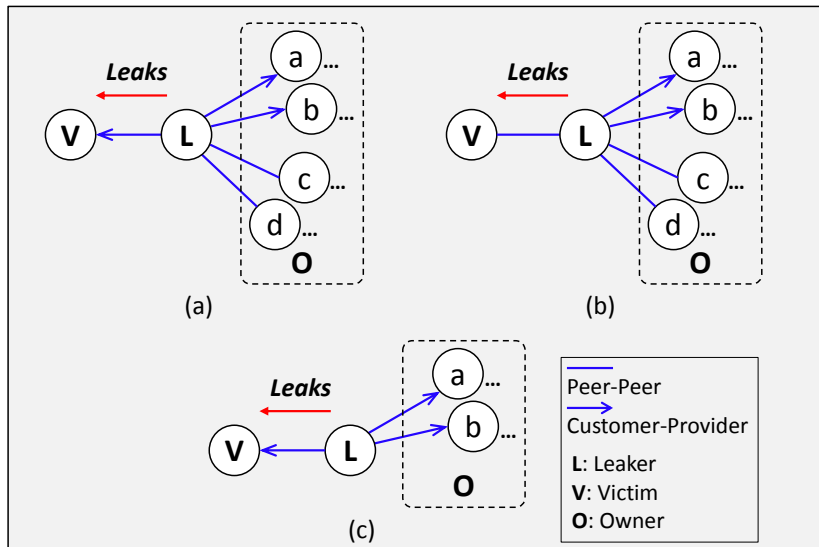 Leaks
a...
b...
V
L
c...
d...
O
(a)
Leaks
a...
b...
V
L
c...
d...
O
(b)
Leaks
a...
b...
V
L
O
(c)
Peer-Peer
Customer-Provider
L: Leaker
V: Victim
O: Owner